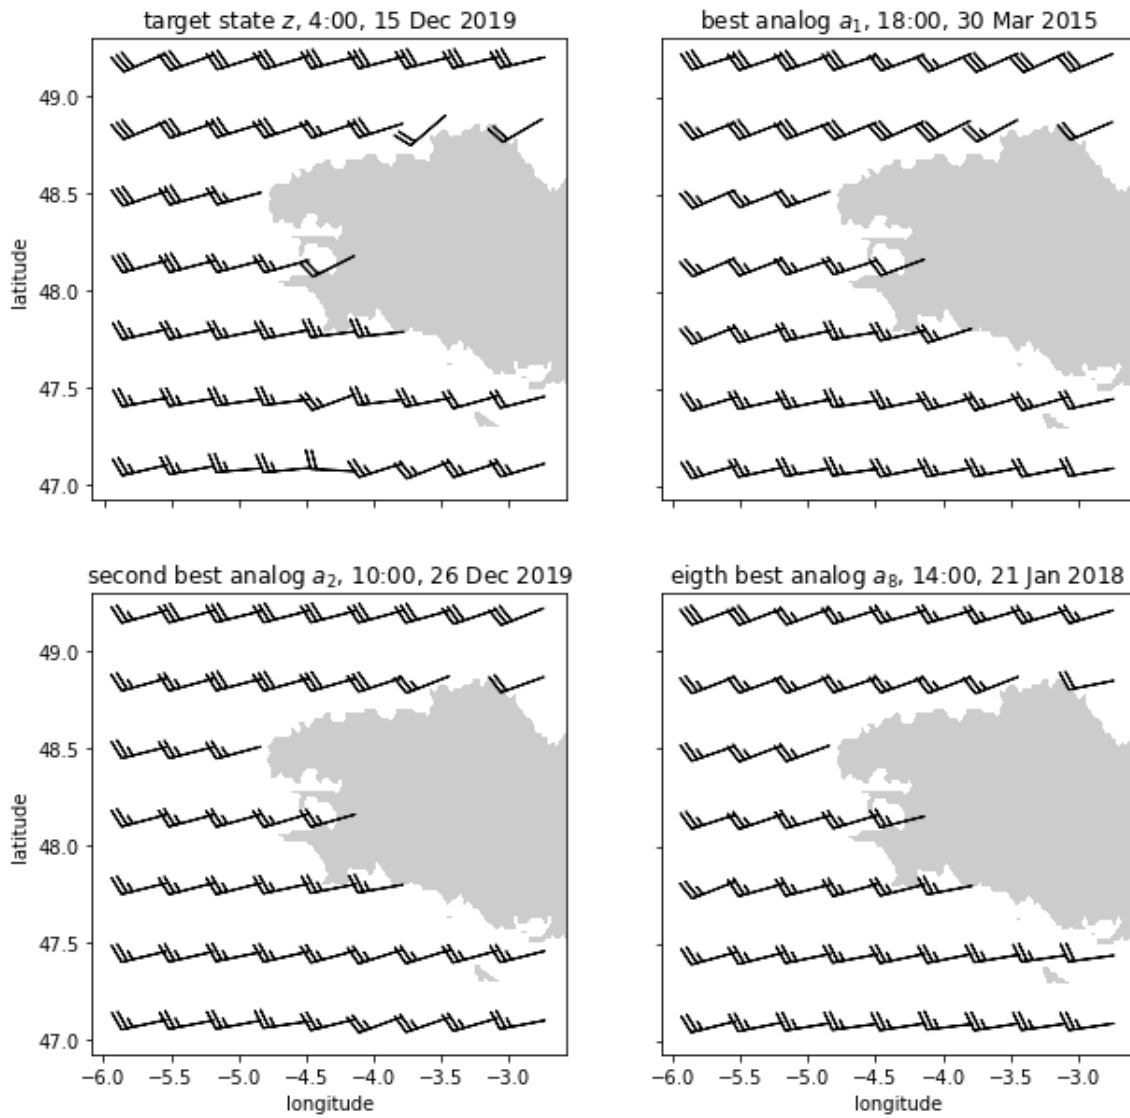 target state z, 4:00, 15 Dec 2019
best analog a₁, 18:00, 30 Mar 2015
49.0
48.5
48.0
47.5
47.0
latitude
second best analog a₂, 10:00, 26 Dec 2019
eigth best analog a₈, 14:00, 21 Jan 2018
49.0
48.5
48.0
47.5
47.0
latitude
−6.0 −5.5 −5.0 −4.5 −4.0 −3.5 −3.0
longitude
−6.0 −5.5 −5.0 −4.5 −4.0 −3.5 −3.0
longitude